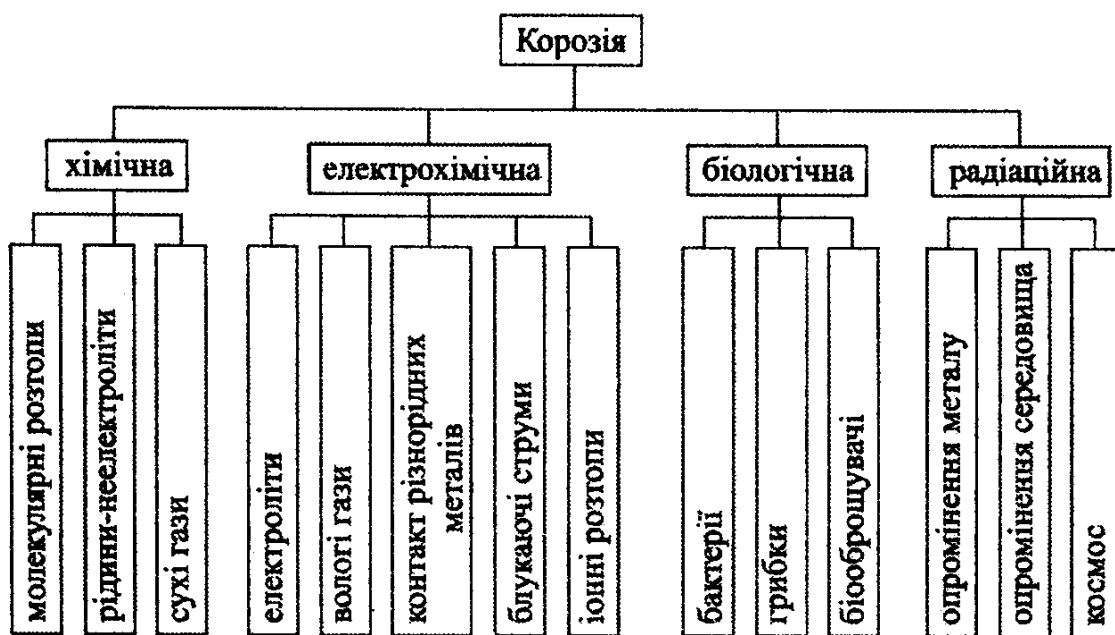 Корозія
хімічна
електрохімічна
біологічна
радіаційна
молекулярні розтопи
рідини-неелектроліти
сухі гази
електроліти
вологі гази
контакт різнорідних
металів
блукаючі струми
іонні розтопи
бактерії
грибки
біооброщувачі
опромінення металу
опромінення середовища
космос